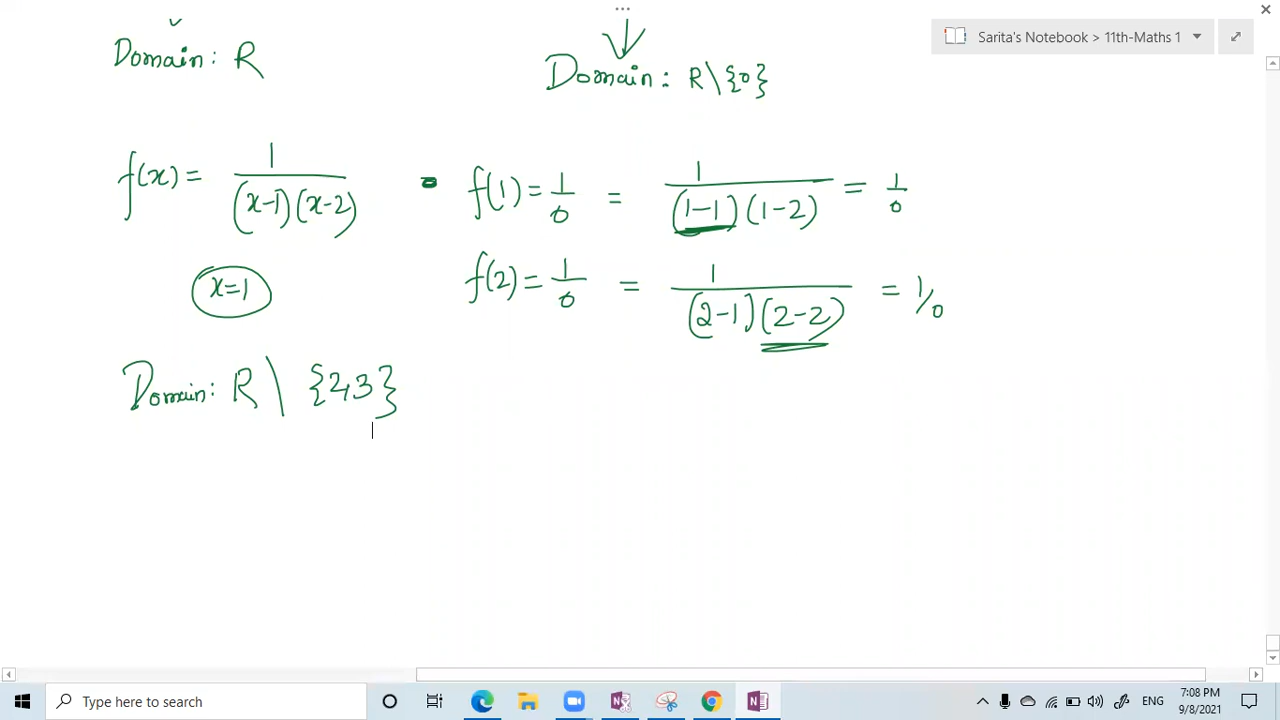 ...
Sarita's Notebook > 11th-Maths 1
Domain: R
Domain: R\{0}
f(x) = 1/((x-1)(x-2))
f(1) = 1/0 = 1/((1-1)(1-2)) = 1/0
x=1
f(2) = 1/0 = 1/((2-1)(2-2)) = 1/0
Domain: R \ {2,3}
Type here to search
ENG
7:08 PM
9/8/2021